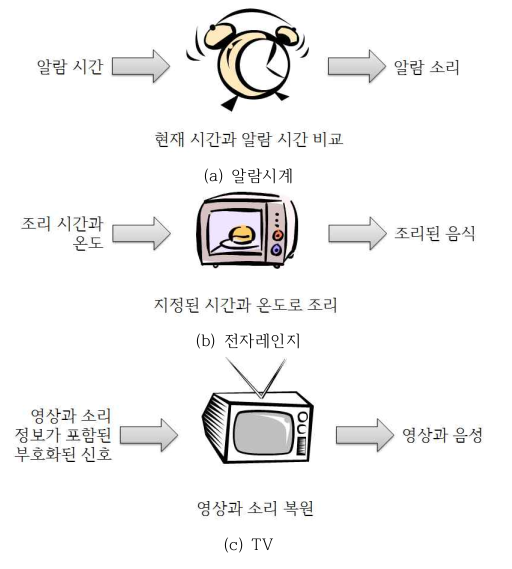 알람 시간
알람 소리
현재 시간과 알람 시간 비교
(a) 알람시계
조리 시간과
온도
조리된 음식
지정된 시간과 온도로 조리
(b) 전자레인지
영상과 소리
정보가 포함된
부호화된 신호
영상과 음성
영상과 소리 복원
(c) TV